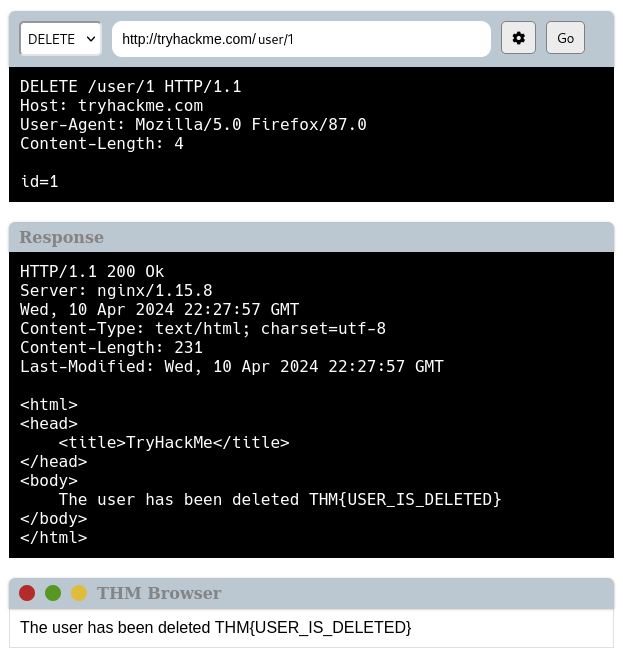 DELETE http://tryhackme.com/user/1 Go
DELETE /user/1 HTTP/1.1
Host: tryhackme.com
User-Agent: Mozilla/5.0 Firefox/87.0
Content-Length: 4
id=1
Response
HTTP/1.1 200 Ok
Server: nginx/1.15.8
Wed, 10 Apr 2024 22:27:57 GMT
Content-Type: text/html; charset=utf-8
Content-Length: 231
Last-Modified: Wed, 10 Apr 2024 22:27:57 GMT
<html>
<head>
    <title>TryHackMe</title>
</head>
<body>
    The user has been deleted THM{USER_IS_DELETED}
</body>
</html>
THM Browser
The user has been deleted THM{USER_IS_DELETED}